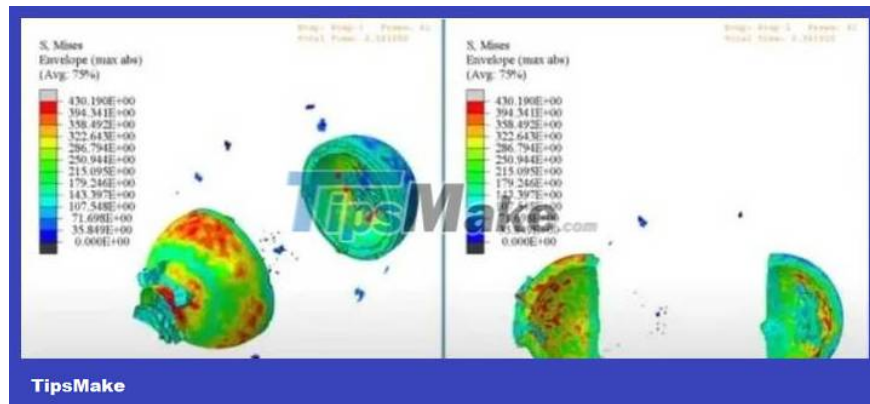 S, Mises
Envelope (max abs)
(Avg: 75%)
430.190E+00
394.341E+00
358.492E+00
322.643E+00
286.794E+00
250.944E+00
215.095E+00
179.246E+00
143.397E+00
107.548E+00
71.698E+00
35.849E+00
0.000E+00
S, Mises
Envelope (max abs)
(Avg: 75%)
430.190E+00
394.341E+00
358.492E+00
322.643E+00
286.794E+00
250.944E+00
215.095E+00
179.246E+00
0.000E+00
TipsMake.com
TipsMake